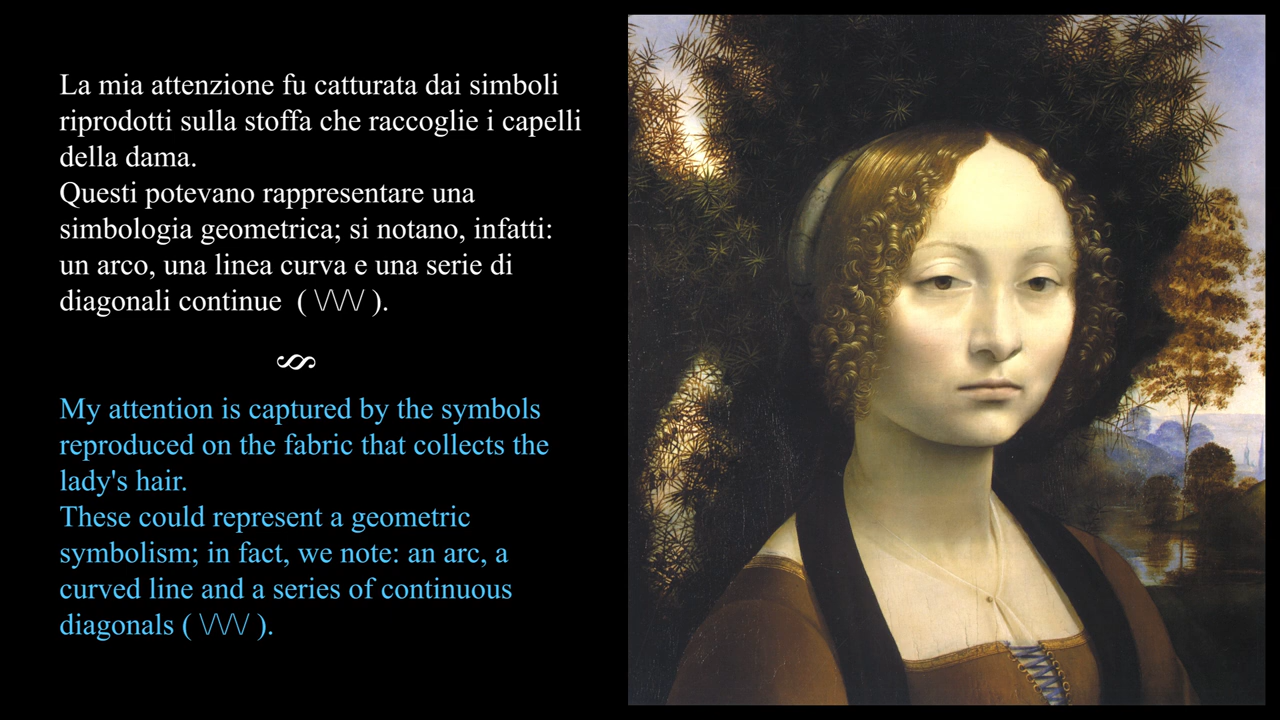 La mia attenzione fu catturata dai simboli
riprodotti sulla stoffa che raccoglie i capelli
della dama.
Questi potevano rappresentare una
simbologia geometrica; si notano, infatti:
un arco, una linea curva e una serie di
diagonali continue  ( \/\/\/ ).
My attention is captured by the symbols
reproduced on the fabric that collects the
lady's hair.
These could represent a geometric
symbolism; in fact, we note: an arc, a
curved line and a series of continuous
diagonals ( \/\/\/ ).